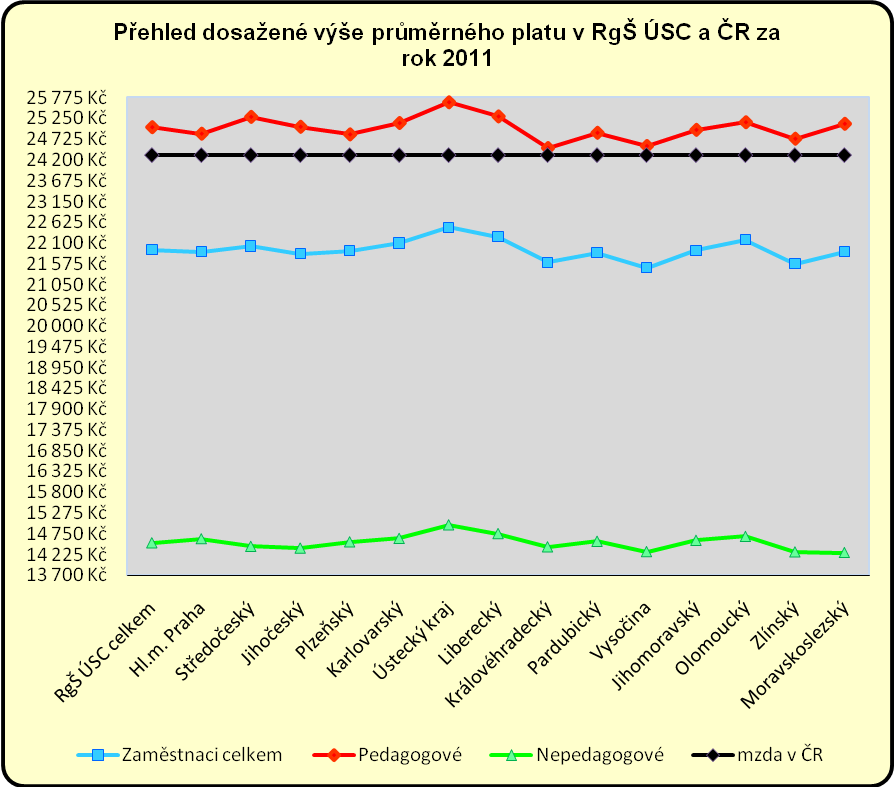 Přehled dosažené výše průměrného platu v RgŠ ÚSC a ČR za
rok 2011
25 775 Kč
25 250 Kč
24 725 Kč
24 200 Kč
23 675 Kč
23 150 Kč
22 625 Kč
22 100 Kč
21 575 Kč
21 050 Kč
20 525 Kč
20 000 Kč
19 475 Kč
18 950 Kč
18 425 Kč
17 900 Kč
17 375 Kč
16 850 Kč
16 325 Kč
15 800 Kč
15 275 Kč
14 750 Kč
14 225 Kč
13 700 Kč
RgŠ ÚSC celkem
Hl.m. Praha
Středočeský
Jihočeský
Plzeňský
Karlovarský
Ústecký kraj
Liberecký
Královéhradecký
Pardubický
Vysočina
Jihomoravský
Olomoucký
Zlínský
Moravskoslezský
Zaměstnaci celkem
Pedagogové
Nepedagogové
mzda v ČR